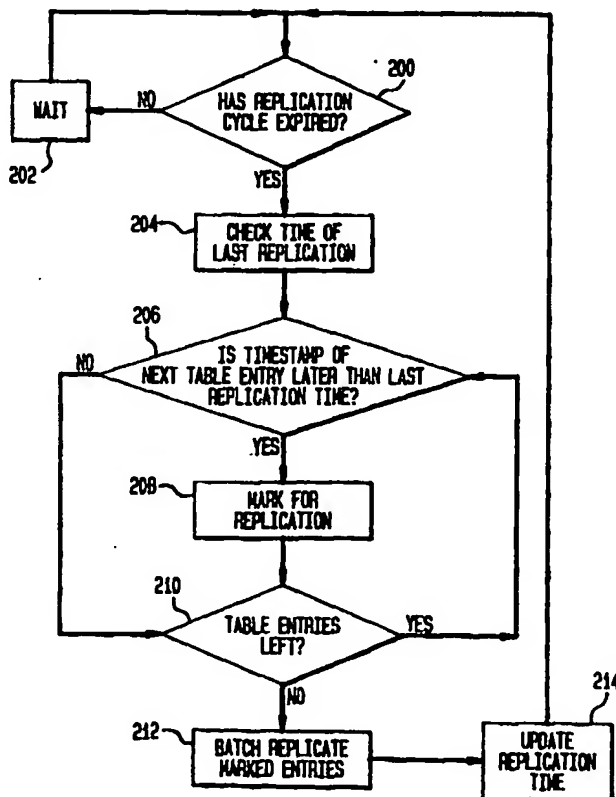 200
HAS REPLICATION
CYCLE EXPIRED?
NO
WAIT
202
YES
204
CHECK TIME OF
LAST REPLICATION
206
IS TIMESTAMP OF
NEXT TABLE ENTRY LATER THAN LAST
REPLICATION TIME?
NO
YES
208
MARK FOR
REPLICATION
210
TABLE ENTRIES
LEFT?
YES
NO
212
BATCH REPLICATE
MARKED ENTRIES
214
UPDATE
REPLICATION
TIME